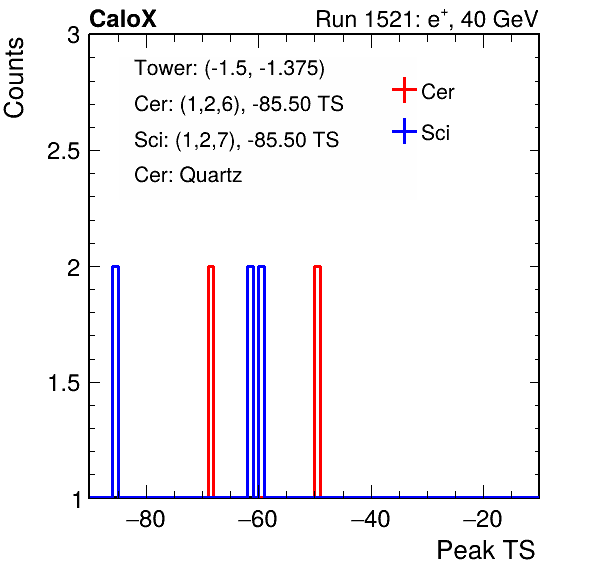 CaloX Run 1521: e⁺, 40 GeV
Counts
3
2.5
2
1.5
1
Tower: (-1.5, -1.375)
Cer: (1,2,6), -85.50 TS
Sci: (1,2,7), -85.50 TS
Cer: Quartz
Cer
Sci
−80 −60 −40 −20
Peak TS